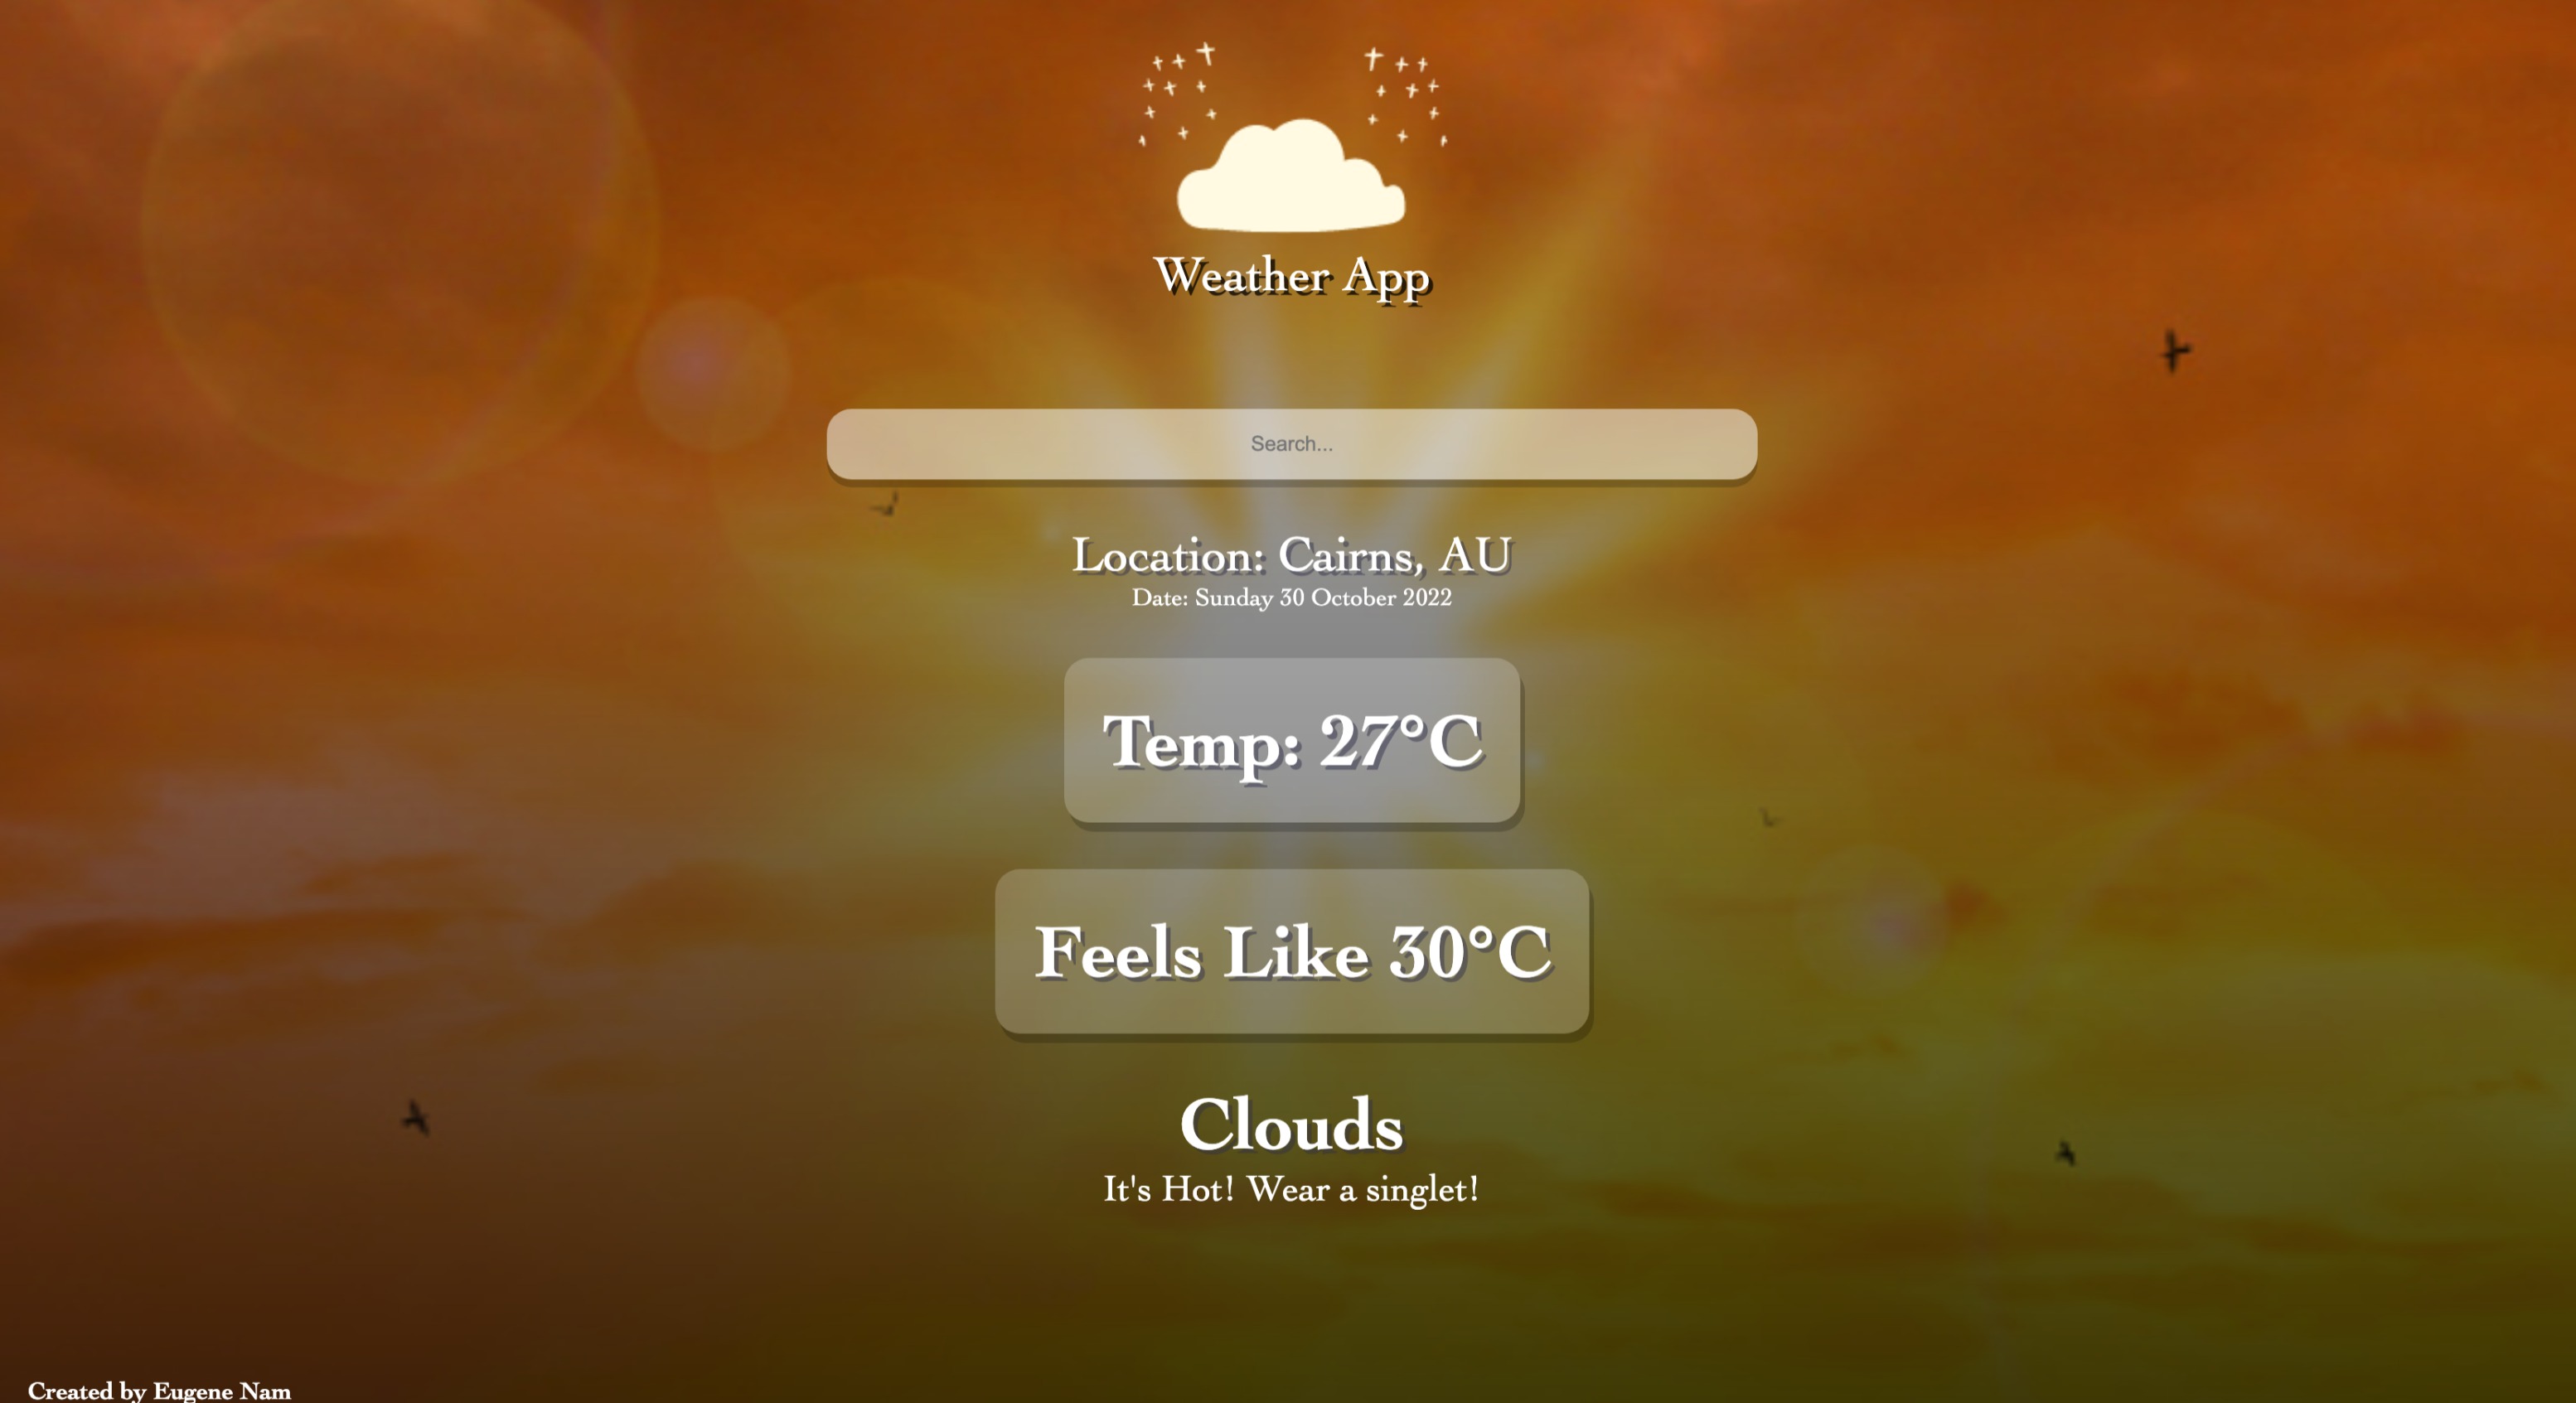 Weather App
Search...
Location: Cairns, AU
Date: Sunday 30 October 2022
Temp: 27°C
Feels Like 30°C
Clouds
It's Hot! Wear a singlet!
Created by Eugene Nam